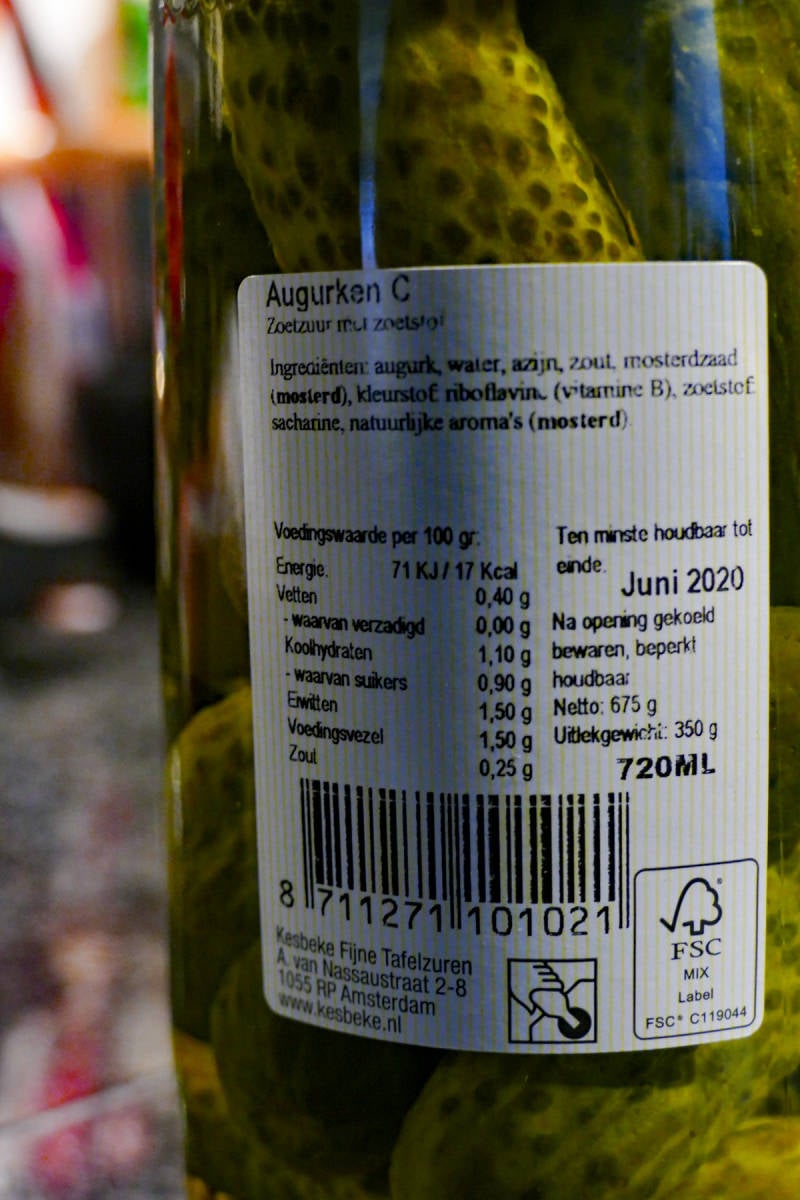 Augurken C
Zoetzuur met zoetstof
Ingrediënten: augurk, water, azijn, zout, mosterdzaad
(mosterd), kleurstof riboflavine (vitamine B), zoetstof
sacharine, natuurlijke aroma's (mosterd)
Voedingswaarde per 100 gr.
Energie. 71 KJ / 17 Kcal
Vetten 0,40 g
- waarvan verzadigd 0,00 g
Koolhydraten 1,10 g
- waarvan suikers 0,90 g
Eiwitten 1,50 g
Voedingsvezel 1,50 g
Zout 0,25 g
Ten minste houdbaar tot
einde.
Juni 2020
Na opening gekoeld
bewaren, beperkt
houdbaar
Netto: 675 g
Uitlekgewicht: 350 g
720ML
8 711271 101021
Kesbeke Fijne Tafelzuren
A. van Nassaustraat 2-8
1055 RP Amsterdam
www.kesbeke.nl
FSC
MIX
Label
FSC® C119044